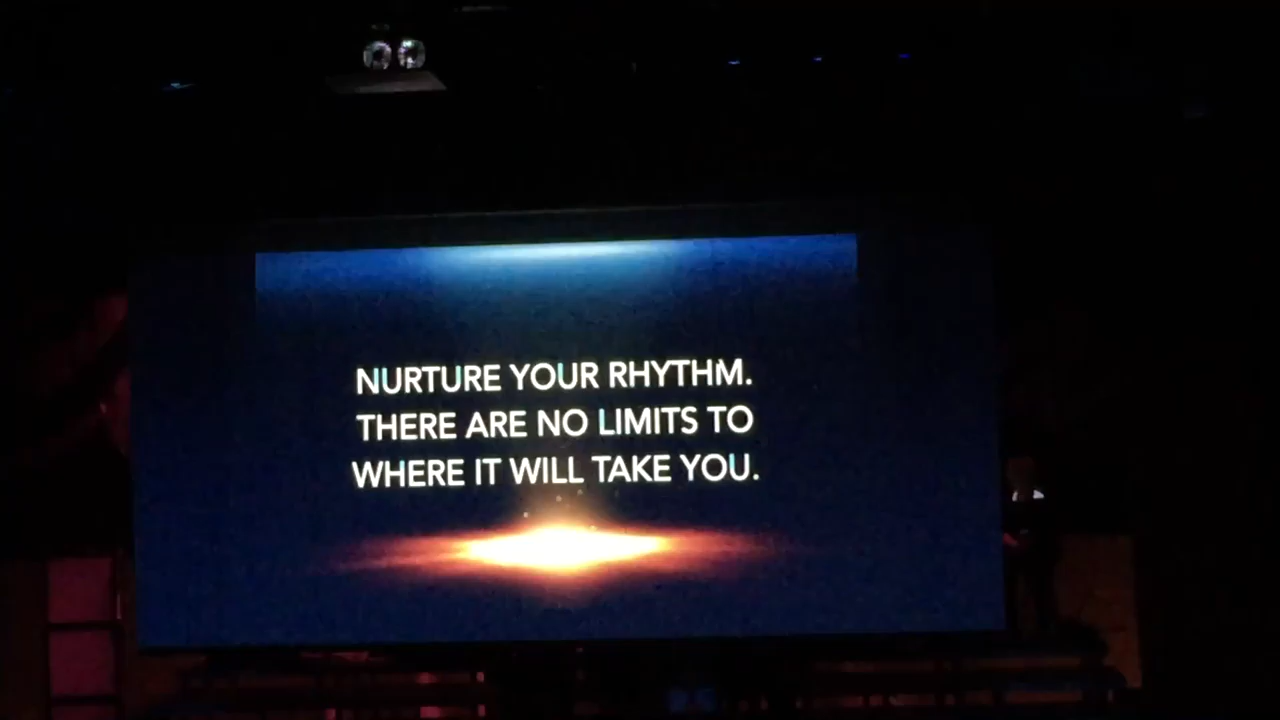 NURTURE YOUR RHYTHM.
THERE ARE NO LIMITS TO
WHERE IT WILL TAKE YOU.